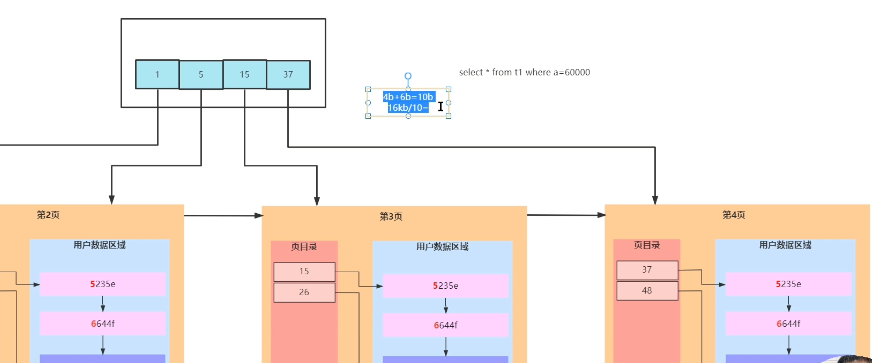 1 5 15 37
select * from t1 where a=60000
4b+6b=10b
16kb/10=
第2页
用户数据区域
5235e
6644f
第3页
页目录
15
26
用户数据区域
5235e
6644f
第4页
页目录
37
48
用户数据区域
5235e
6644f